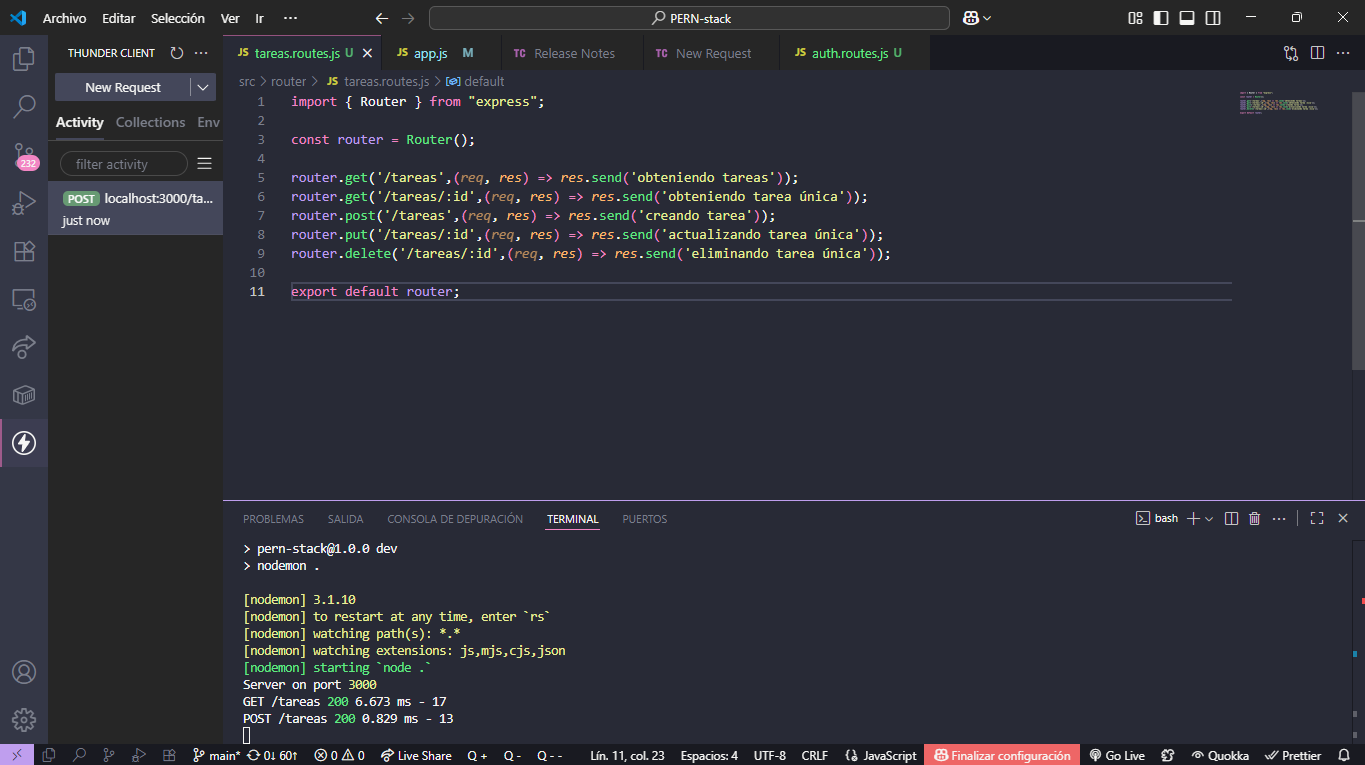 Archivo Editar Selección Ver Ir ··· PERN-stack
THUNDER CLIENT ···
New Request
Activity Collections Env
filter activity
POST localhost:3000/ta...
just now
232
JS tareas.routes.js U JS app.js M TC Release Notes TC New Request JS auth.routes.js U
src > router > JS tareas.routes.js > default
1 import { Router } from "express";
2
3 const router = Router();
4
5 router.get('/tareas',(req, res) => res.send('obteniendo tareas'));
6 router.get('/tareas/:id',(req, res) => res.send('obteniendo tarea única'));
7 router.post('/tareas',(req, res) => res.send('creando tarea'));
8 router.put('/tareas/:id',(req, res) => res.send('actualizando tarea única'));
9 router.delete('/tareas/:id',(req, res) => res.send('eliminando tarea única'));
10
11 export default router;
PROBLEMAS SALIDA CONSOLA DE DEPURACIÓN TERMINAL PUERTOS bash
> pern-stack@1.0.0 dev
> nodemon .
[nodemon] 3.1.10
[nodemon] to restart at any time, enter `rs`
[nodemon] watching path(s): *.*
[nodemon] watching extensions: js,mjs,cjs,json
[nodemon] starting `node .`
Server on port 3000
GET /tareas 200 6.673 ms - 17
POST /tareas 200 0.829 ms - 13
main* 0↓ 60↑ 0 0 Live Share Q + Q - Q - - Lín. 11, col. 23 Espacios: 4 UTF-8 CRLF JavaScript Finalizar configuración Go Live Quokka Prettier